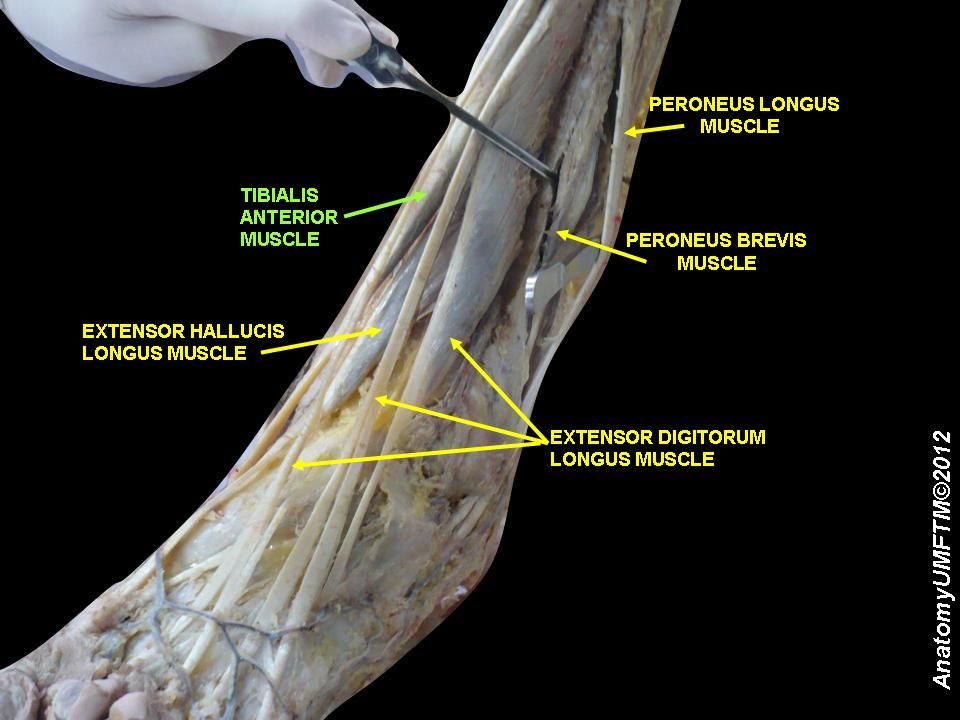 PERONEUS LONGUS
MUSCLE
TIBIALIS
ANTERIOR
MUSCLE
PERONEUS BREVIS
MUSCLE
EXTENSOR HALLUCIS
LONGUS MUSCLE
EXTENSOR DIGITORUM
LONGUS MUSCLE
AnatomyUMFTM©2012